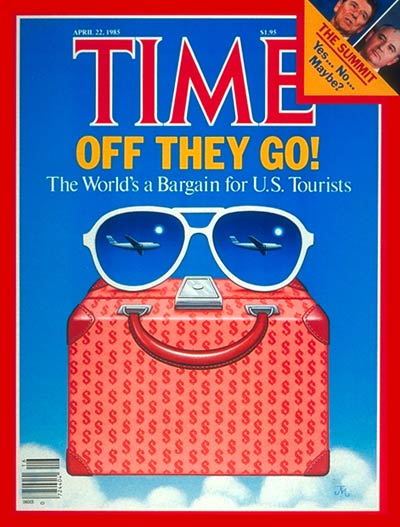 APRIL 22, 1985
$1.95
TIME
THE SUMMIT
Yes... No...
Maybe?
OFF THEY GO!
The World's a Bargain for U.S. Tourists